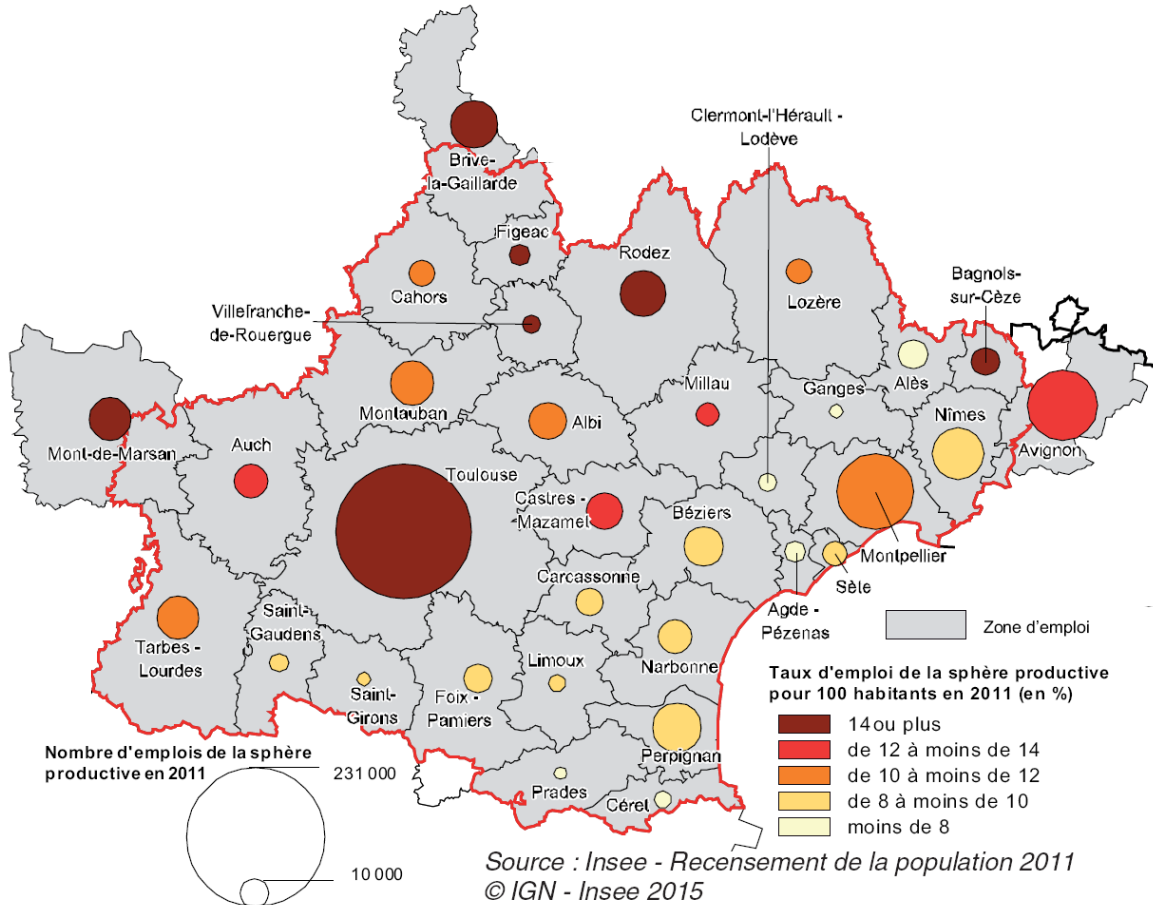 Clermont-l'Hérault -
Lodève
Brive-
la-Gaillarde
Figeac
Rodez
Bagnols-
sur-Cèze
Cahors
Lozère
Villefranche-
de-Rouergue
Alès
Millau
Ganges
Montauban
Nîmes
Albi
Avignon
Auch
Mont-de-Marsan
Toulouse
Castres -
Mazamet
Béziers
Montpellier
Carcassonne
Sète
Agde -
Pézenas
Saint-
Gaudens
Tarbes -
Lourdes
Limoux
Narbonne
Saint-
Girons
Foix -
Pamiers
Perpignan
Prades
Céret
Zone d'emploi
Taux d'emploi de la sphère productive
pour 100 habitants en 2011 (en %)
14 ou plus
de 12 à moins de 14
de 10 à moins de 12
de 8 à moins de 10
moins de 8
Nombre d'emplois de la sphère
productive en 2011
231 000
10 000
Source : Insee - Recensement de la population 2011
© IGN - Insee 2015